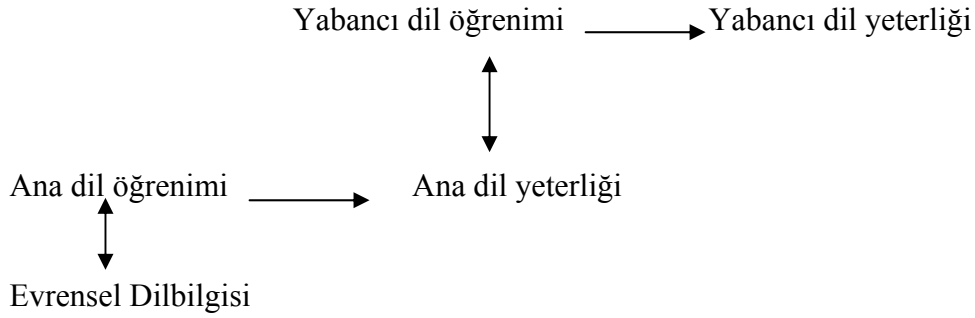 Yabancı dil öğrenimi Yabancı dil yeterliği
Ana dil öğrenimi Ana dil yeterliği
Evrensel Dilbilgisi